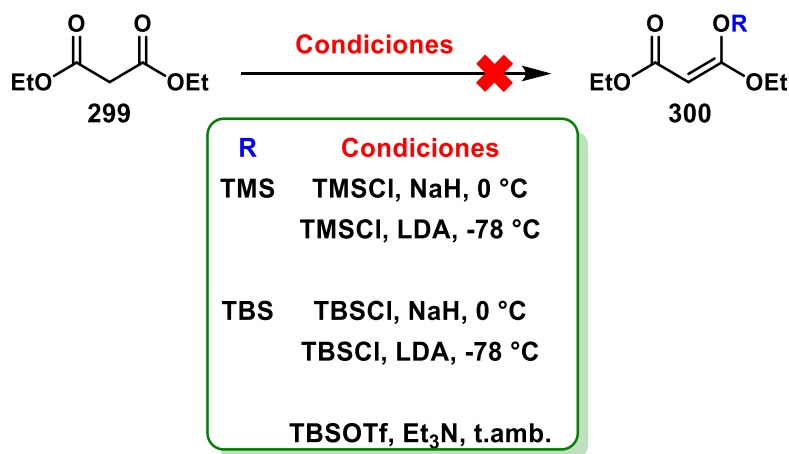 O O
EtO OEt
299
Condiciones
O OR
EtO OEt
300
R Condiciones
TMS TMSCl, NaH, 0 °C
TMSCl, LDA, -78 °C
TBS TBSCl, NaH, 0 °C
TBSCl, LDA, -78 °C
TBSOTf, Et₃N, t.amb.